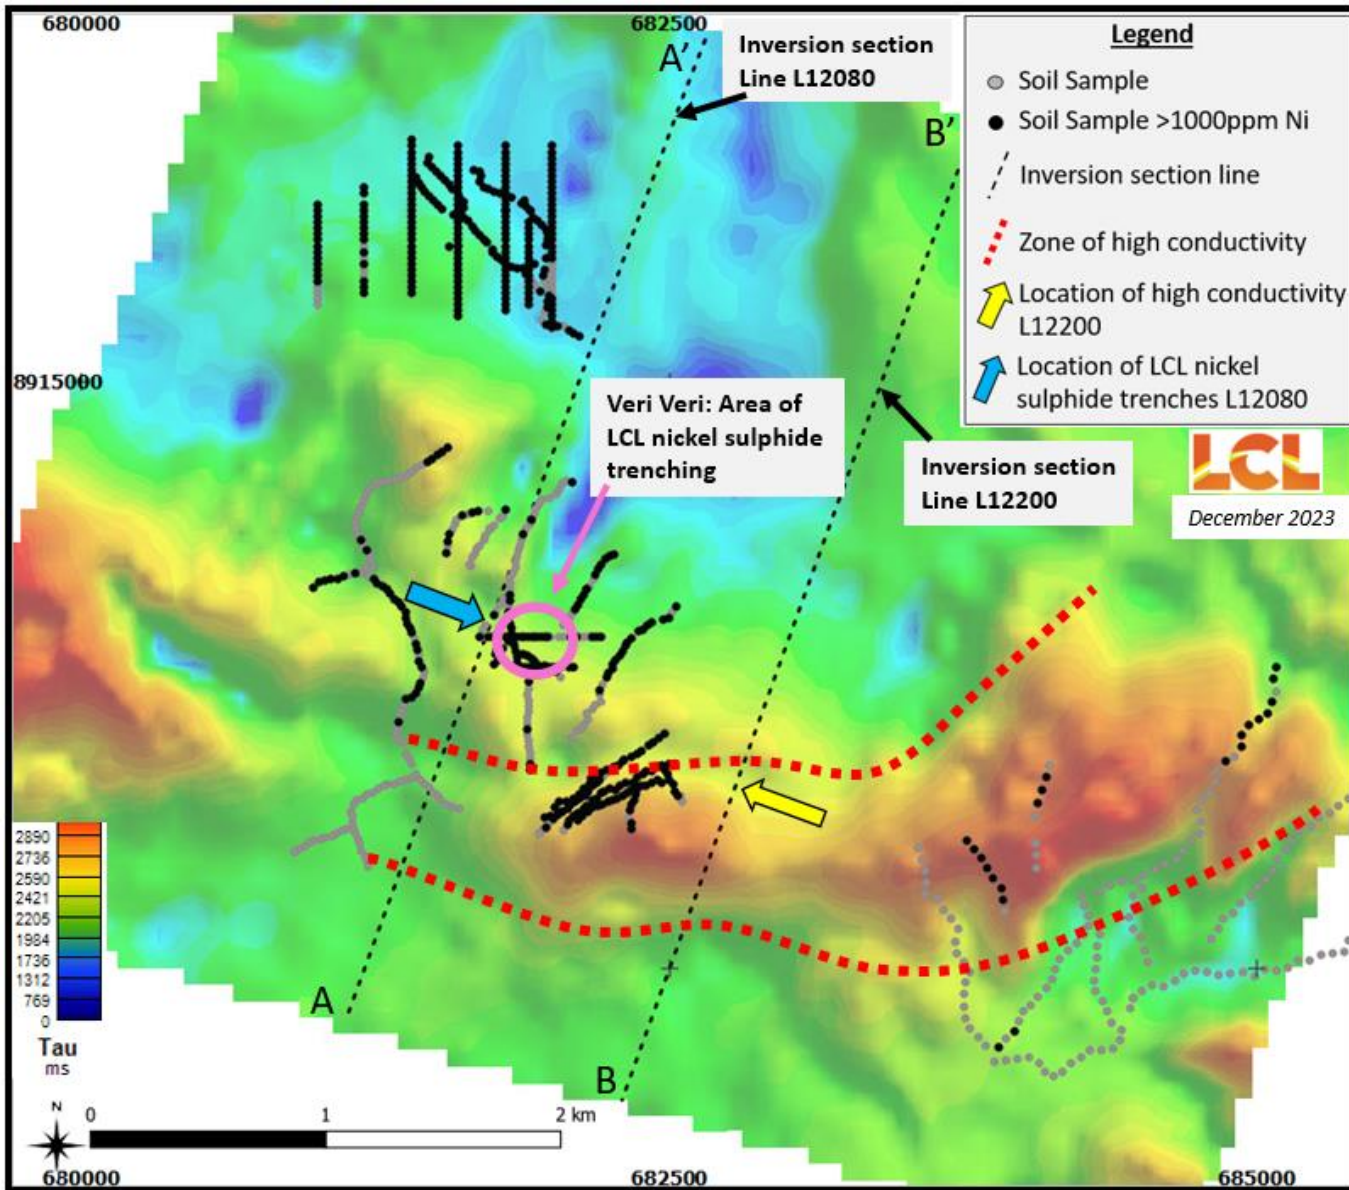 680000
682500
A'
Inversion section
Line L12080
B'
Legend
Soil Sample
Soil Sample >1000ppm Ni
Inversion section line
Zone of high conductivity
Location of high conductivity
L12200
Location of LCL nickel
sulphide trenches L12080
8915000
Veri Veri: Area of
LCL nickel sulphide
trenching
Inversion section
Line L12200
LCL
December 2023
2890
2736
2590
2421
2205
1984
1736
1312
769
0
Tau
ms
A
B
N
0
1
2 km
680000
682500
685000